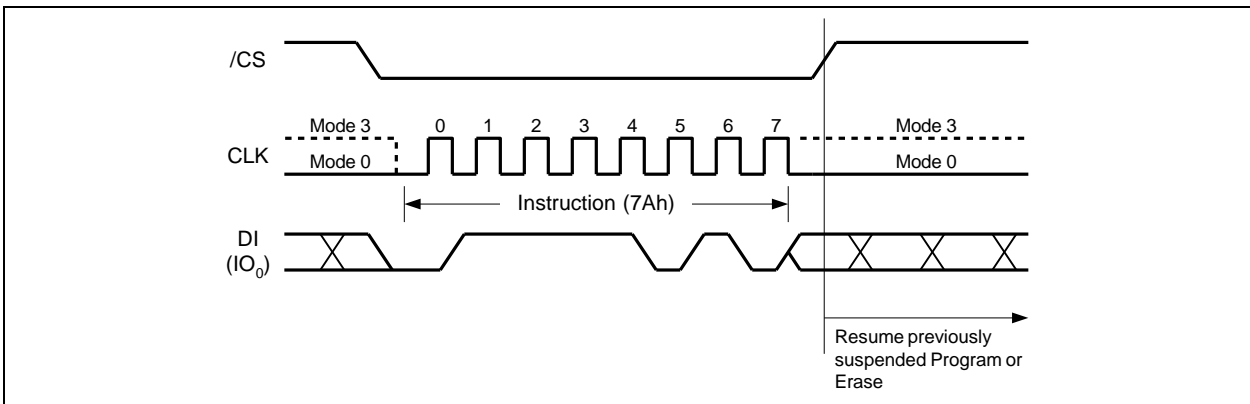 /CS
Mode 3
0 1 2 3 4 5 6 7
Mode 3
CLK
Mode 0
Mode 0
Instruction (7Ah)
DI
(IO0)
Resume previously
suspended Program or
Erase